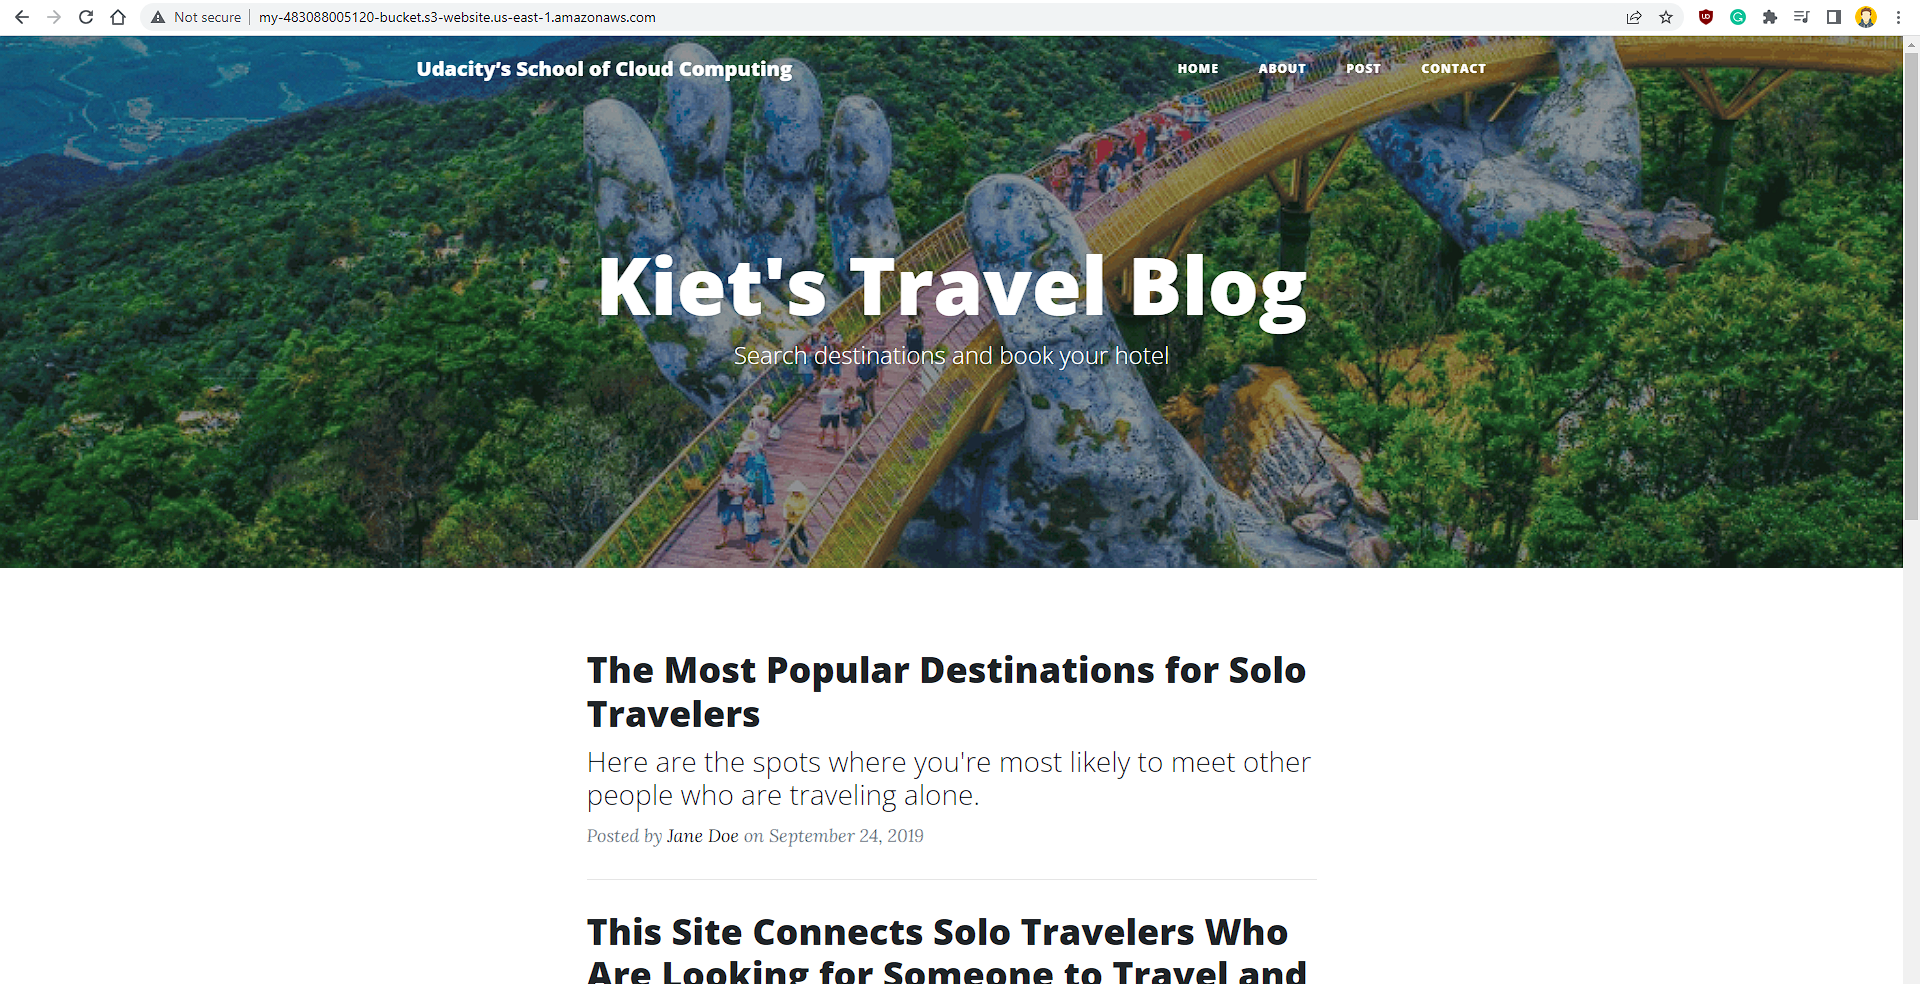 Not secure my-483088005120-bucket.s3-website.us-east-1.amazonaws.com
Udacity’s School of Cloud Computing
HOME ABOUT POST CONTACT
Kiet's Travel Blog
Search destinations and book your hotel
The Most Popular Destinations for Solo
Travelers
Here are the spots where you're most likely to meet other
people who are traveling alone.
Posted by Jane Doe on September 24, 2019
This Site Connects Solo Travelers Who
Are Looking for Someone to Travel and